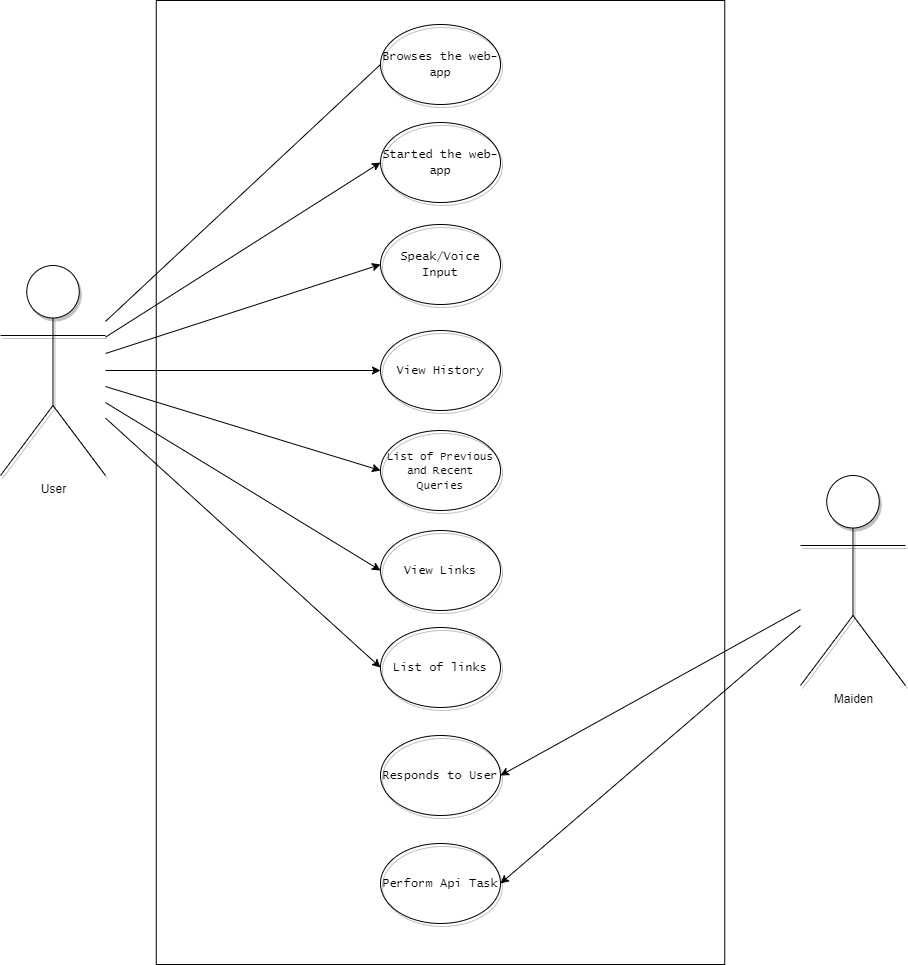 Browses the web-
app
Started the web-
app
Speak/Voice
Input
View History
List of Previous
and Recent
Queries
User
View Links
List of links
Maiden
Responds to User
Perform Api Task